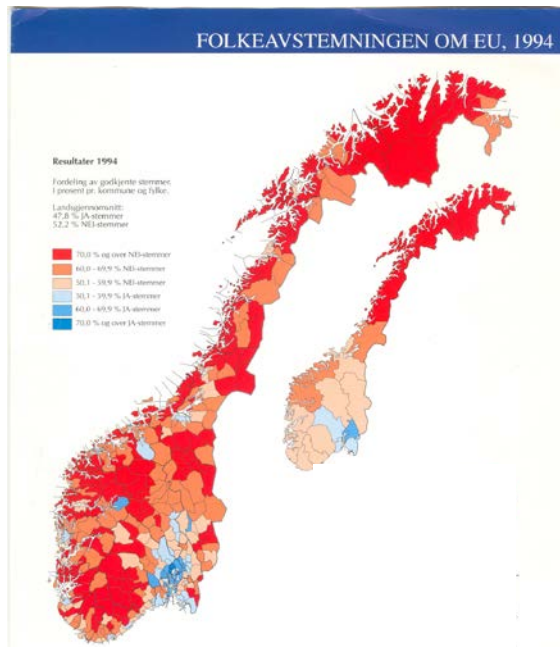 FOLKEAVSTEMNINGEN OM EU, 1994
Resultater 1994
Fordeling av godkjente stemmer.
I prosent pr. kommune og fylke.
Landsgjennomsnitt:
47,8 % JA-stemmer
52,2 % NEI-stemmer
70,0 % og over NEI-stemmer
60,0 - 69,9 % NEI-stemmer
50,1 - 59,9 % NEI-stemmer
50,1 - 59,9 % JA-stemmer
60,0 - 69,9 % JA-stemmer
70,0 % og over JA-stemmer